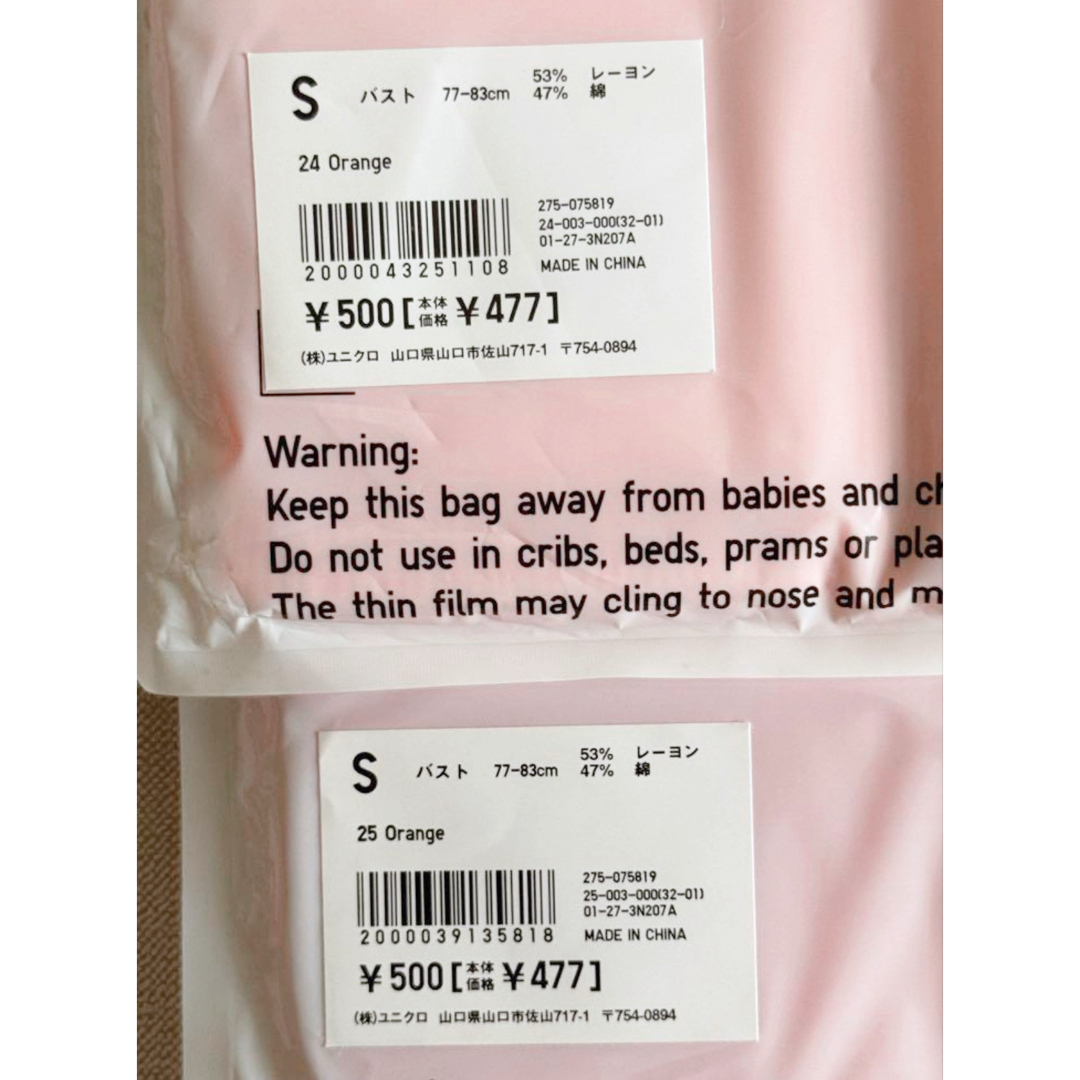 S バスト 77-83cm 53% レーヨン
47% 綿
24 Orange
275-075819
24-003-000(32-01)
01-27-3N207A
2000043251108 MADE IN CHINA
¥500[本体価格 ¥477]
(株)ユニクロ 山口県山口市佐山717-1 〒754-0894
Warning:
Keep this bag away from babies and ch
Do not use in cribs, beds, prams or pla
The thin film may cling to nose and m
S バスト 77-83cm 53% レーヨン
47% 綿
25 Orange
275-075819
25-003-000(32-01)
01-27-3N207A
2000039135818 MADE IN CHINA
¥500[本体価格 ¥477]
(株)ユニクロ 山口県山口市佐山717-1 〒754-0894